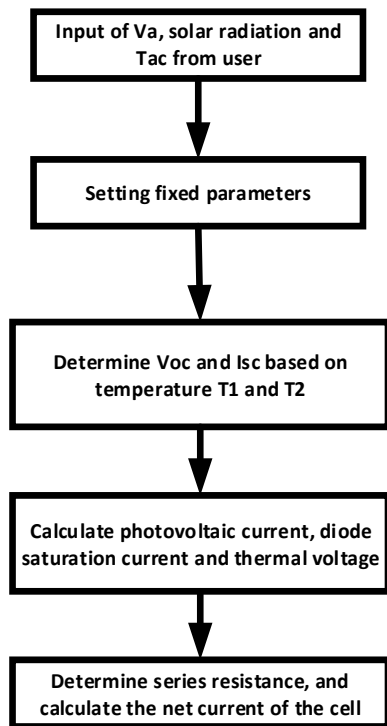 Input of Va, solar radiation and
Tac from user
Setting fixed parameters
Determine Voc and Isc based on
temperature T1 and T2
Calculate photovoltaic current, diode
saturation current and thermal voltage
Determine series resistance, and
calculate the net current of the cell